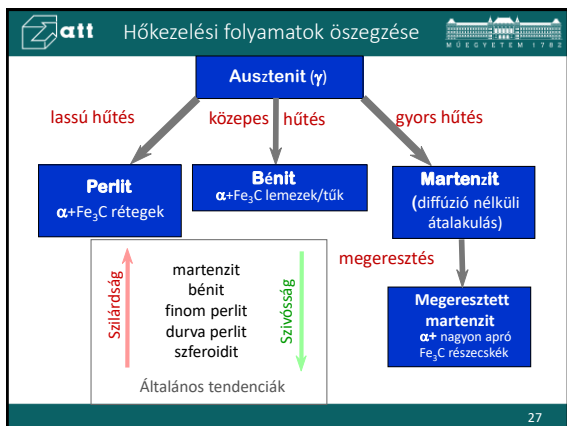 att
Hőkezelési folyamatok öszegzése
MŰEGYETEM 1782
Ausztenit (γ)
lassú hűtés
közepes hűtés
gyors hűtés
Perlit
α+Fe₃C rétegek
Bénit
α+Fe₃C lemezek/tűk
Martenzit
(diffúzió nélküli
átalakulás)
megeresztés
Megeresztett
martenzit
α+ nagyon apró
Fe₃C részecskék
Szilárdság
martenzit
bénit
finom perlit
durva perlit
szferoidit
Szívósság
Általános tendenciák
27